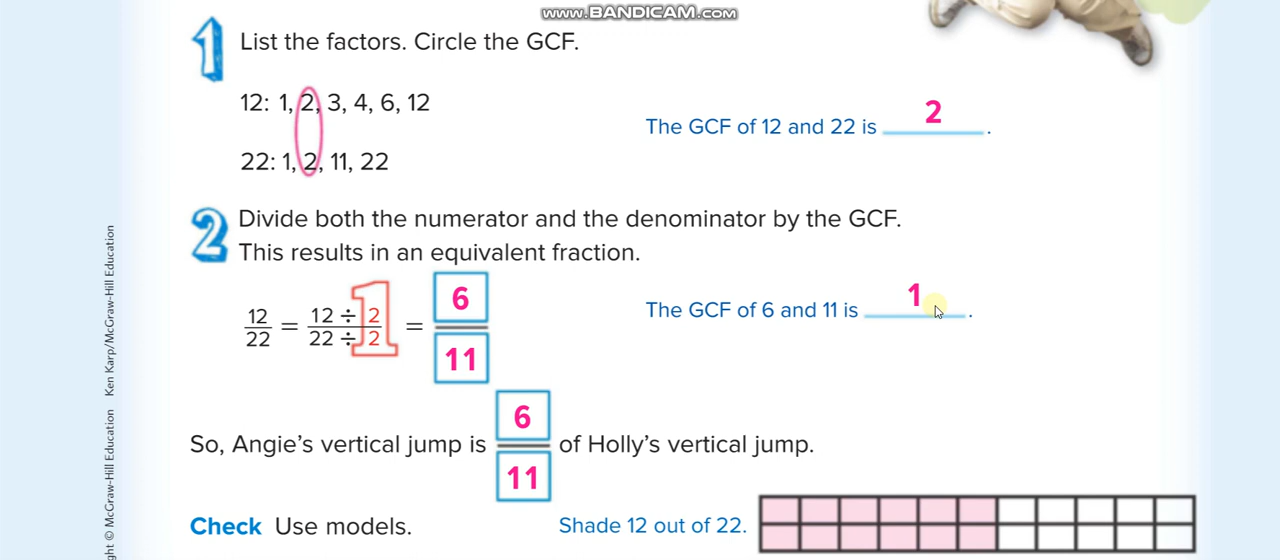 www.BANDICAM.com
1 List the factors. Circle the GCF.
12: 1, 2, 3, 4, 6, 12
The GCF of 12 and 22 is 2.
22: 1, 2, 11, 22
2 Divide both the numerator and the denominator by the GCF.
This results in an equivalent fraction.
12/22 = 12 ÷ 2/22 ÷ 2 = 6/11
1
The GCF of 6 and 11 is 1.
So, Angie's vertical jump is 6/11 of Holly's vertical jump.
Check Use models. Shade 12 out of 22.
ght © McGraw-Hill Education Ken Karp/McGraw-Hill Education